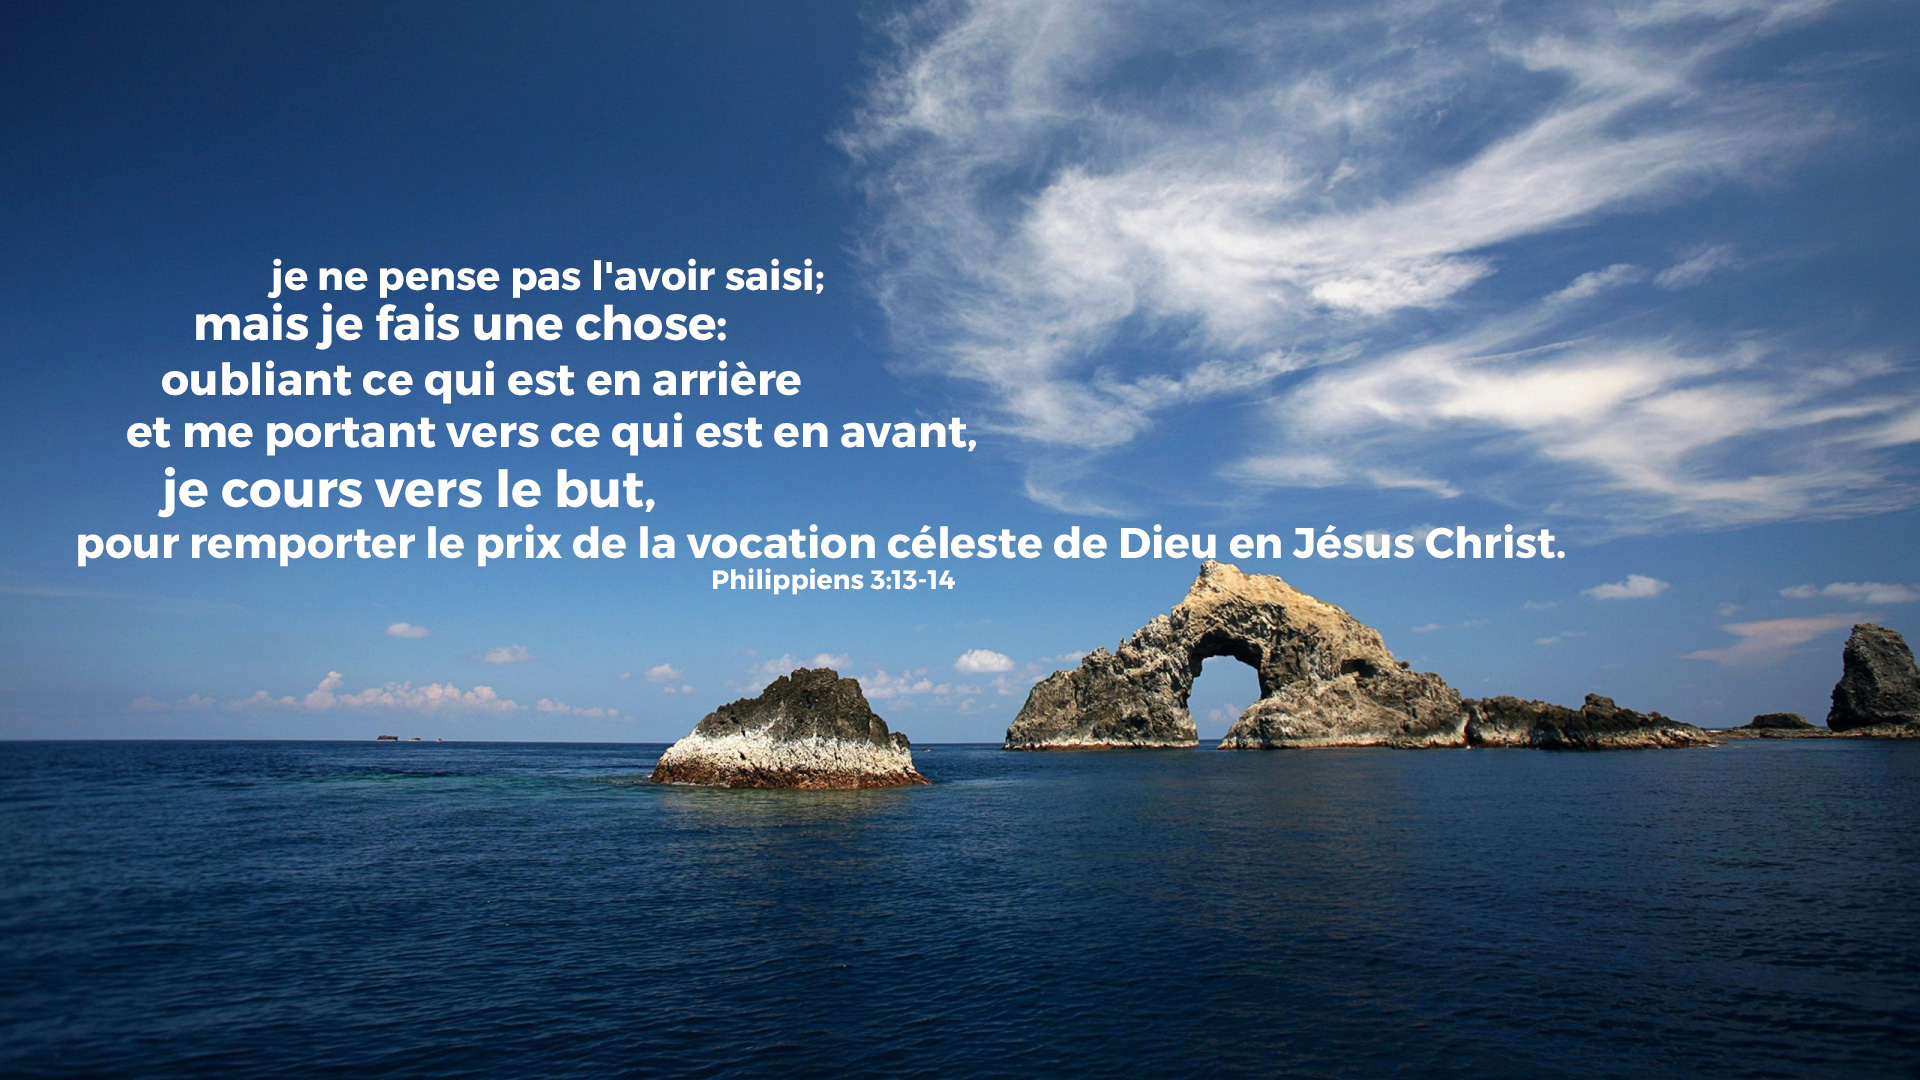 je ne pense pas l'avoir saisi;
mais je fais une chose:
oubliant ce qui est en arrière
et me portant vers ce qui est en avant,
je cours vers le but,
pour remporter le prix de la vocation céleste de Dieu en Jésus Christ.
Philippiens 3:13-14